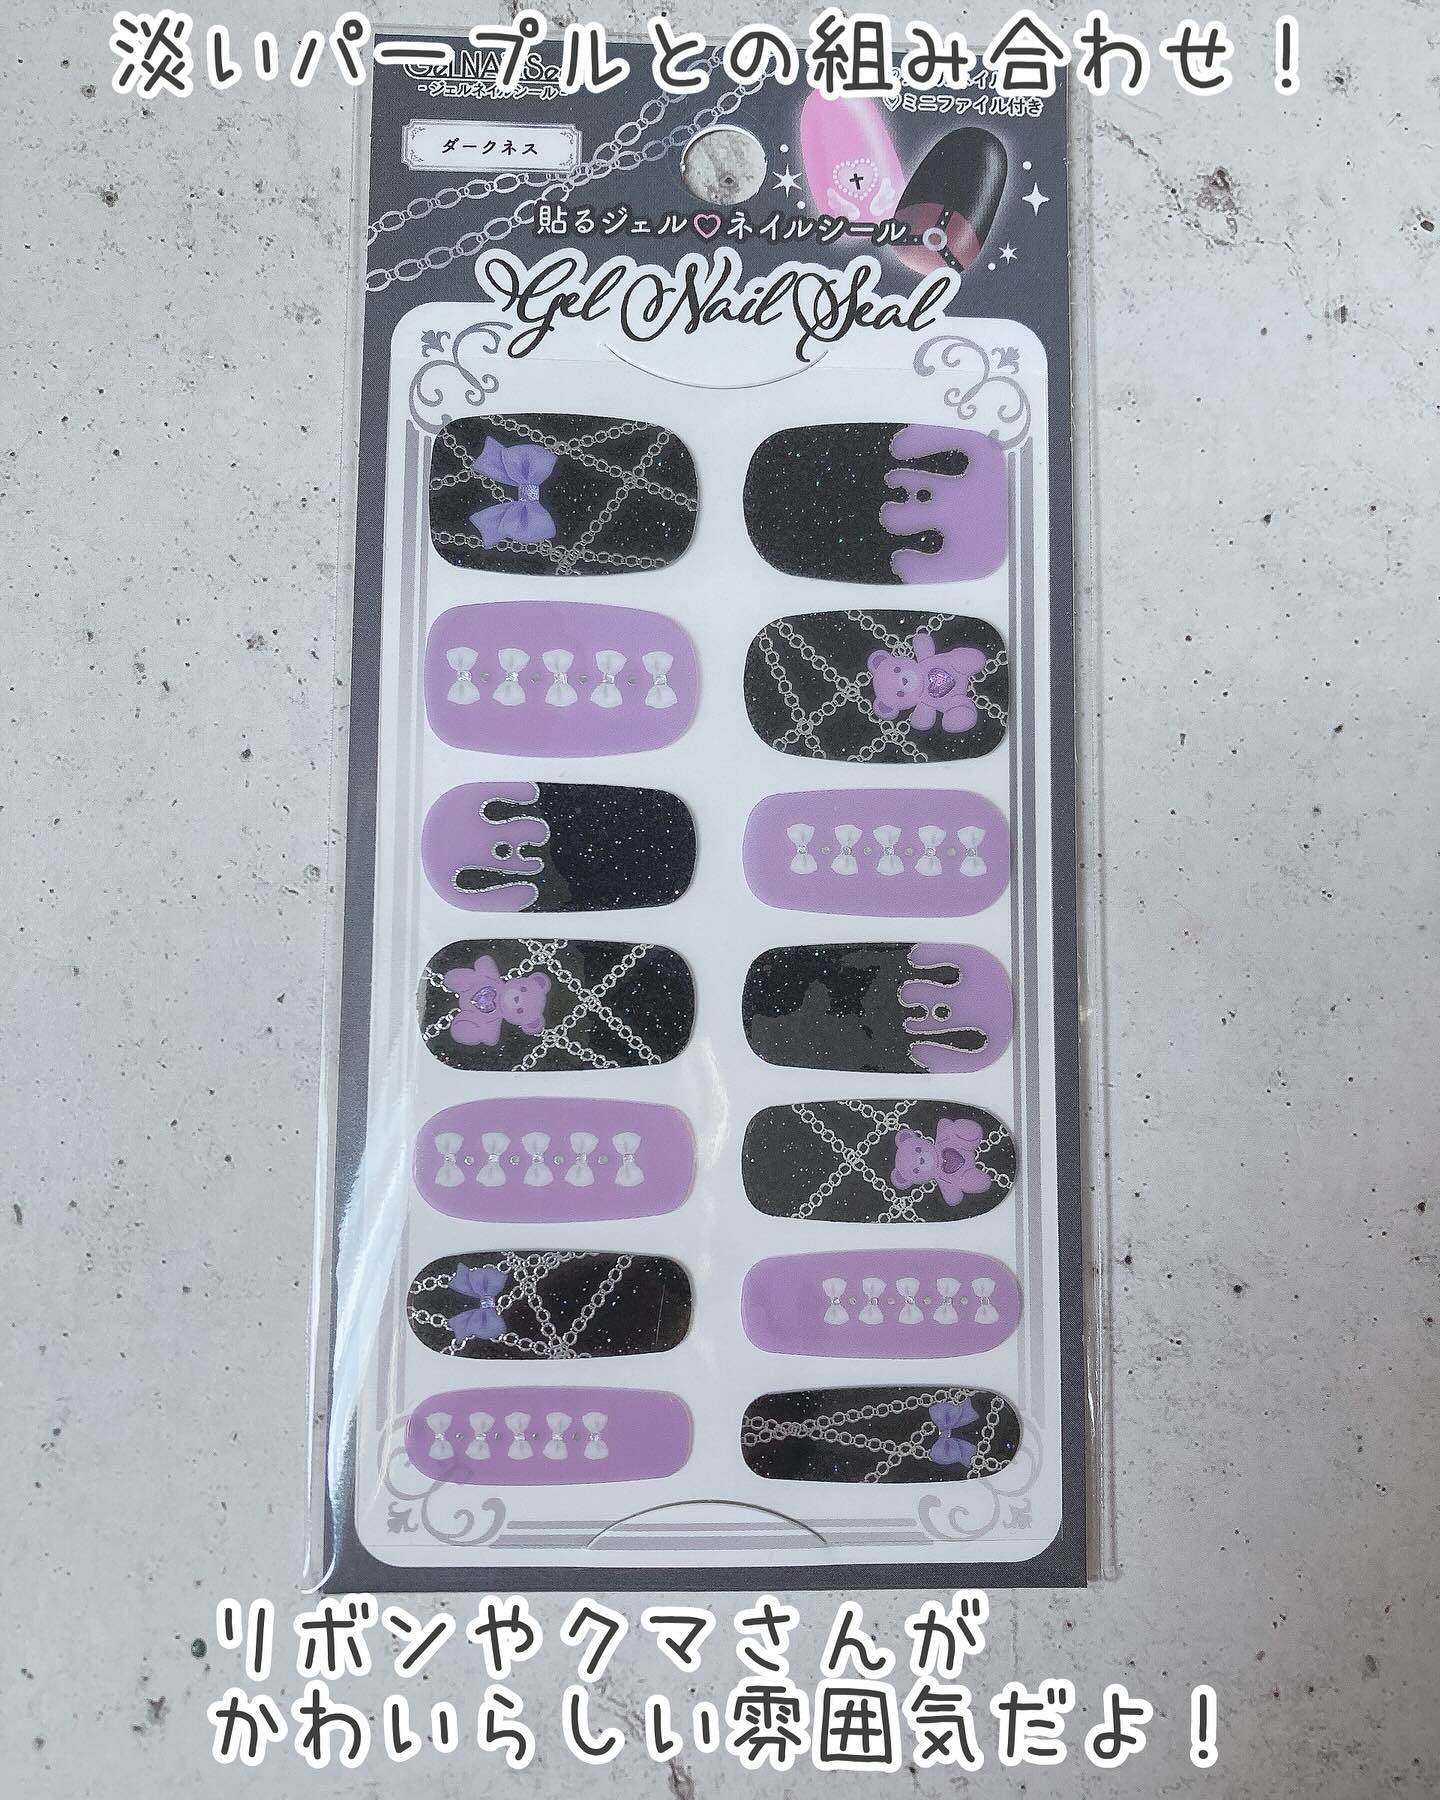 淡いパープルとの組み合わせ！
- ジェルネイルシール -
♡ミニファイル付き
ダークネス
貼るジェル♡ネイルシール
Gel Nail Seal
リボンやクマさんが
かわいらしい雰囲気だよ！